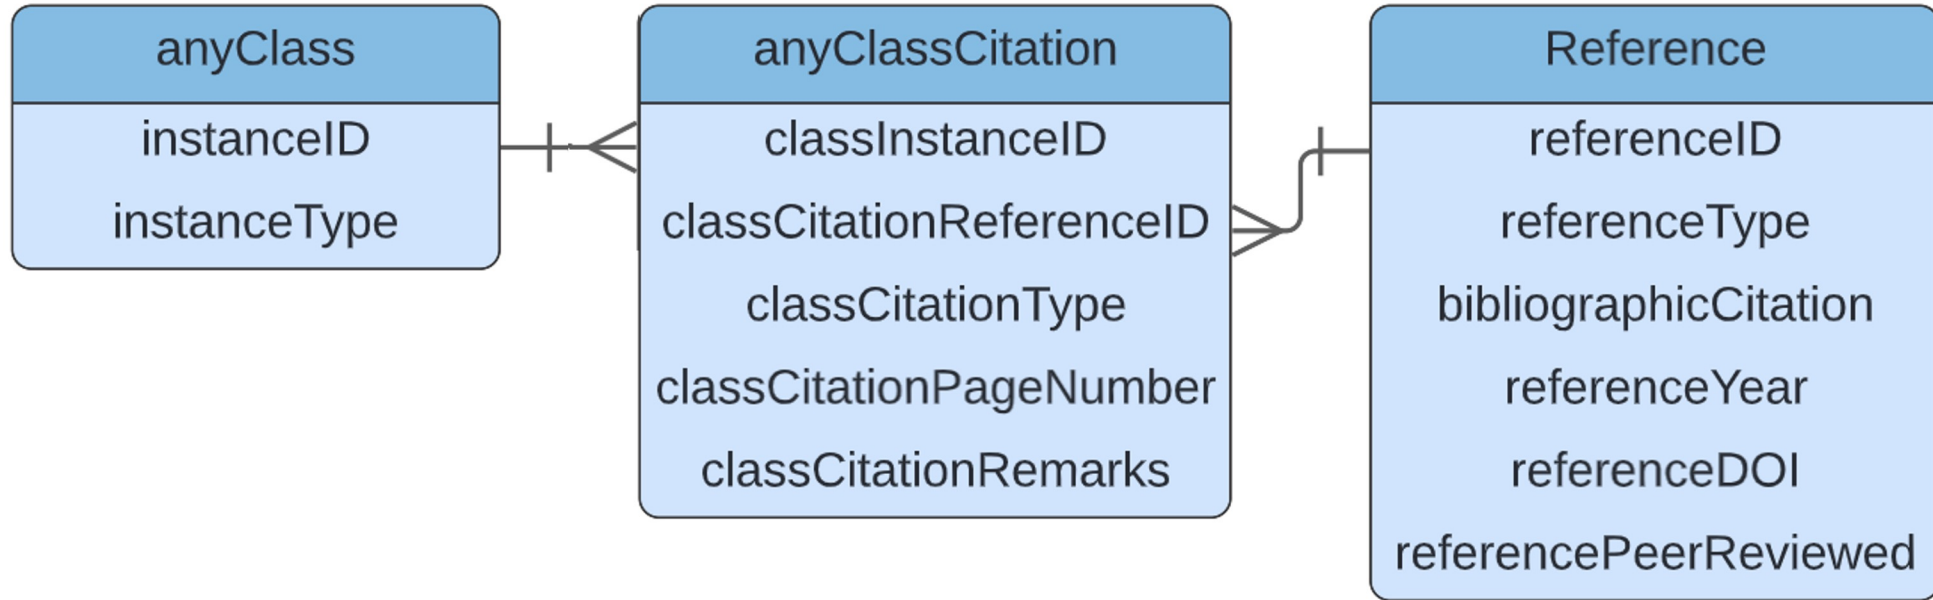 anyClass
instanceID
instanceType
anyClassCitation
classInstanceID
classCitationReferenceID
classCitationType
classCitationPageNumber
classCitationRemarks
Reference
referenceID
referenceType
bibliographicCitation
referenceYear
referenceDOI
referencePeerReviewed